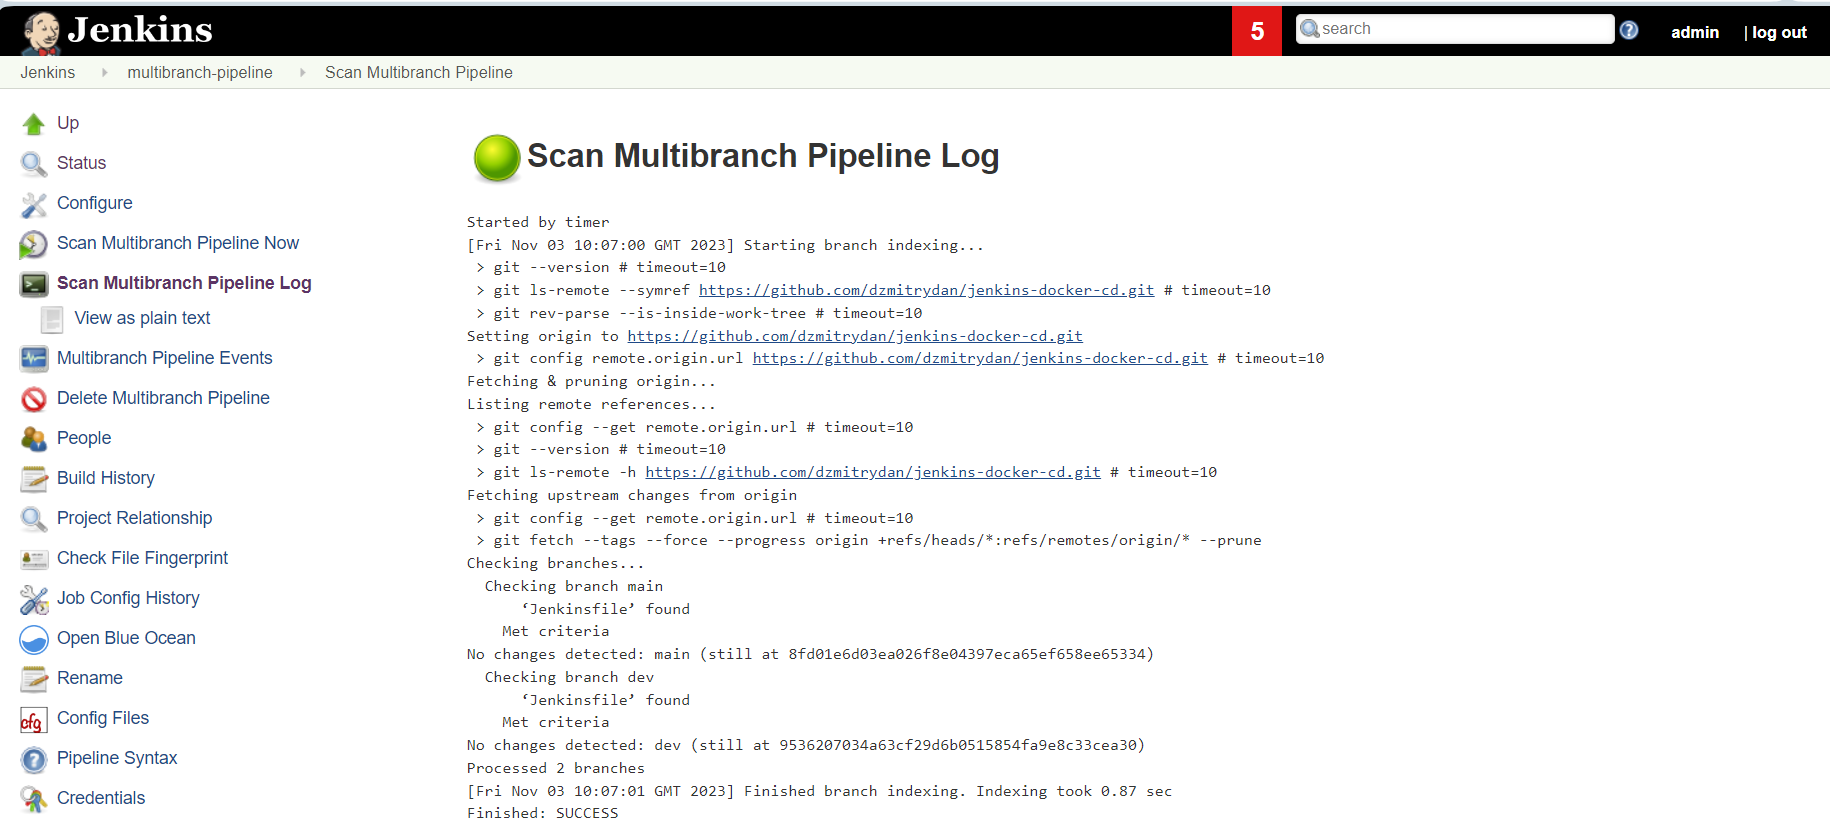 Jenkins
5
search
admin
| log out
Jenkins
multibranch-pipeline
Scan Multibranch Pipeline
Up
Status
Configure
Scan Multibranch Pipeline Now
Scan Multibranch Pipeline Log
View as plain text
Multibranch Pipeline Events
Delete Multibranch Pipeline
People
Build History
Project Relationship
Check File Fingerprint
Job Config History
Open Blue Ocean
Rename
cfg
Config Files
Pipeline Syntax
Credentials
Scan Multibranch Pipeline Log
Started by timer
[Fri Nov 03 10:07:00 GMT 2023] Starting branch indexing...
> git --version # timeout=10
> git ls-remote --symref https://github.com/dzmitrydan/jenkins-docker-cd.git # timeout=10
> git rev-parse --is-inside-work-tree # timeout=10
Setting origin to https://github.com/dzmitrydan/jenkins-docker-cd.git
> git config remote.origin.url https://github.com/dzmitrydan/jenkins-docker-cd.git # timeout=10
Fetching & pruning origin...
Listing remote references...
> git config --get remote.origin.url # timeout=10
> git --version # timeout=10
> git ls-remote -h https://github.com/dzmitrydan/jenkins-docker-cd.git # timeout=10
Fetching upstream changes from origin
> git config --get remote.origin.url # timeout=10
> git fetch --tags --force --progress origin +refs/heads/*:refs/remotes/origin/* --prune
Checking branches...
Checking branch main
‘Jenkinsfile’ found
Met criteria
No changes detected: main (still at 8fd01e6d03ea026f8e04397eca65ef658ee65334)
Checking branch dev
‘Jenkinsfile’ found
Met criteria
No changes detected: dev (still at 9536207034a63cf29d6b0515854fa9e8c33cea30)
Processed 2 branches
[Fri Nov 03 10:07:01 GMT 2023] Finished branch indexing. Indexing took 0.87 sec
Finished: SUCCESS